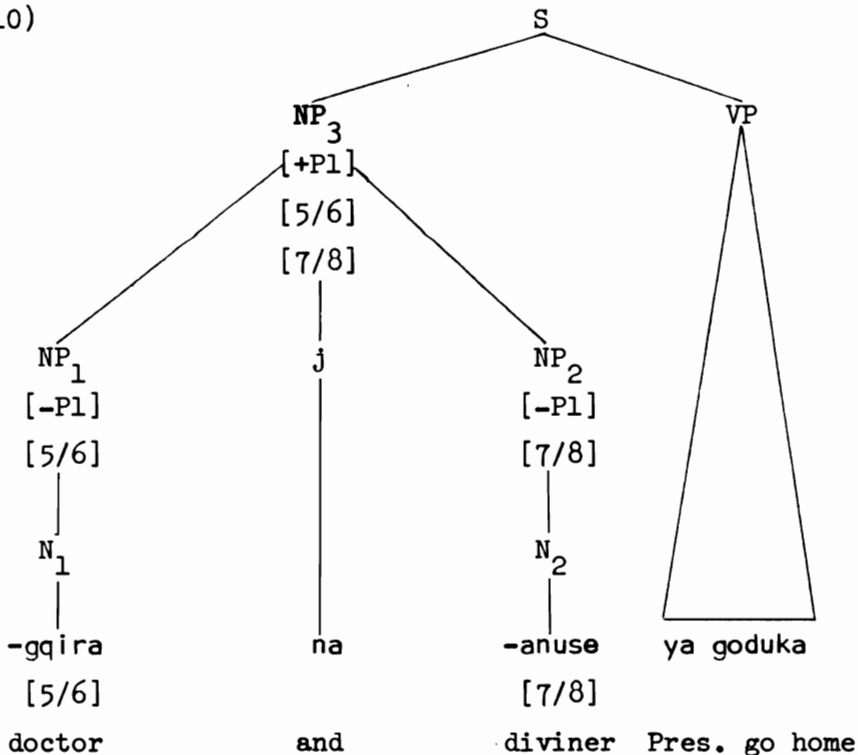 10) S
NP3 VP
[+Pl]
[5/6]
[7/8]
NP1 j NP2
[-Pl] [-Pl]
[5/6] [7/8]
N1 N2
-gqira na -anuse ya goduka
[5/6] [7/8]
doctor and diviner Pres. go home